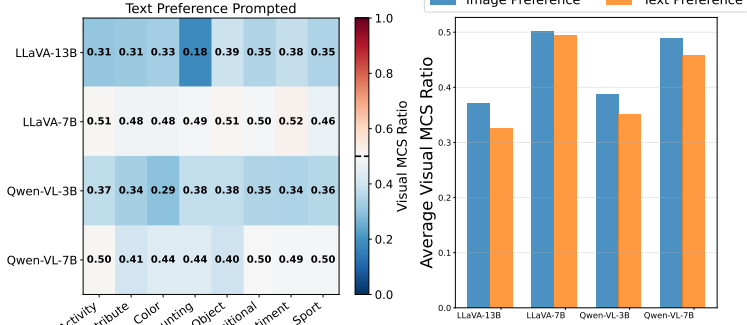 Text Preference Prompted
LLaVA-13B 0.31 0.31 0.33 0.18 0.39 0.35 0.38 0.35
LLaVA-7B 0.51 0.48 0.48 0.49 0.51 0.50 0.52 0.46
Qwen-VL-3B 0.37 0.34 0.29 0.38 0.38 0.35 0.34 0.36
Qwen-VL-7B 0.50 0.41 0.44 0.44 0.40 0.50 0.49 0.50
Color
Object
Sport
1.0
0.8
0.6
0.4
0.2
0.0
Visual MCS Ratio
Image Preference Text Preference
Average Visual MCS Ratio
0.5
0.4
0.3
0.2
0.1
0.0
LLaVA-13B LLaVA-7B Qwen-VL-3B Qwen-VL-7B